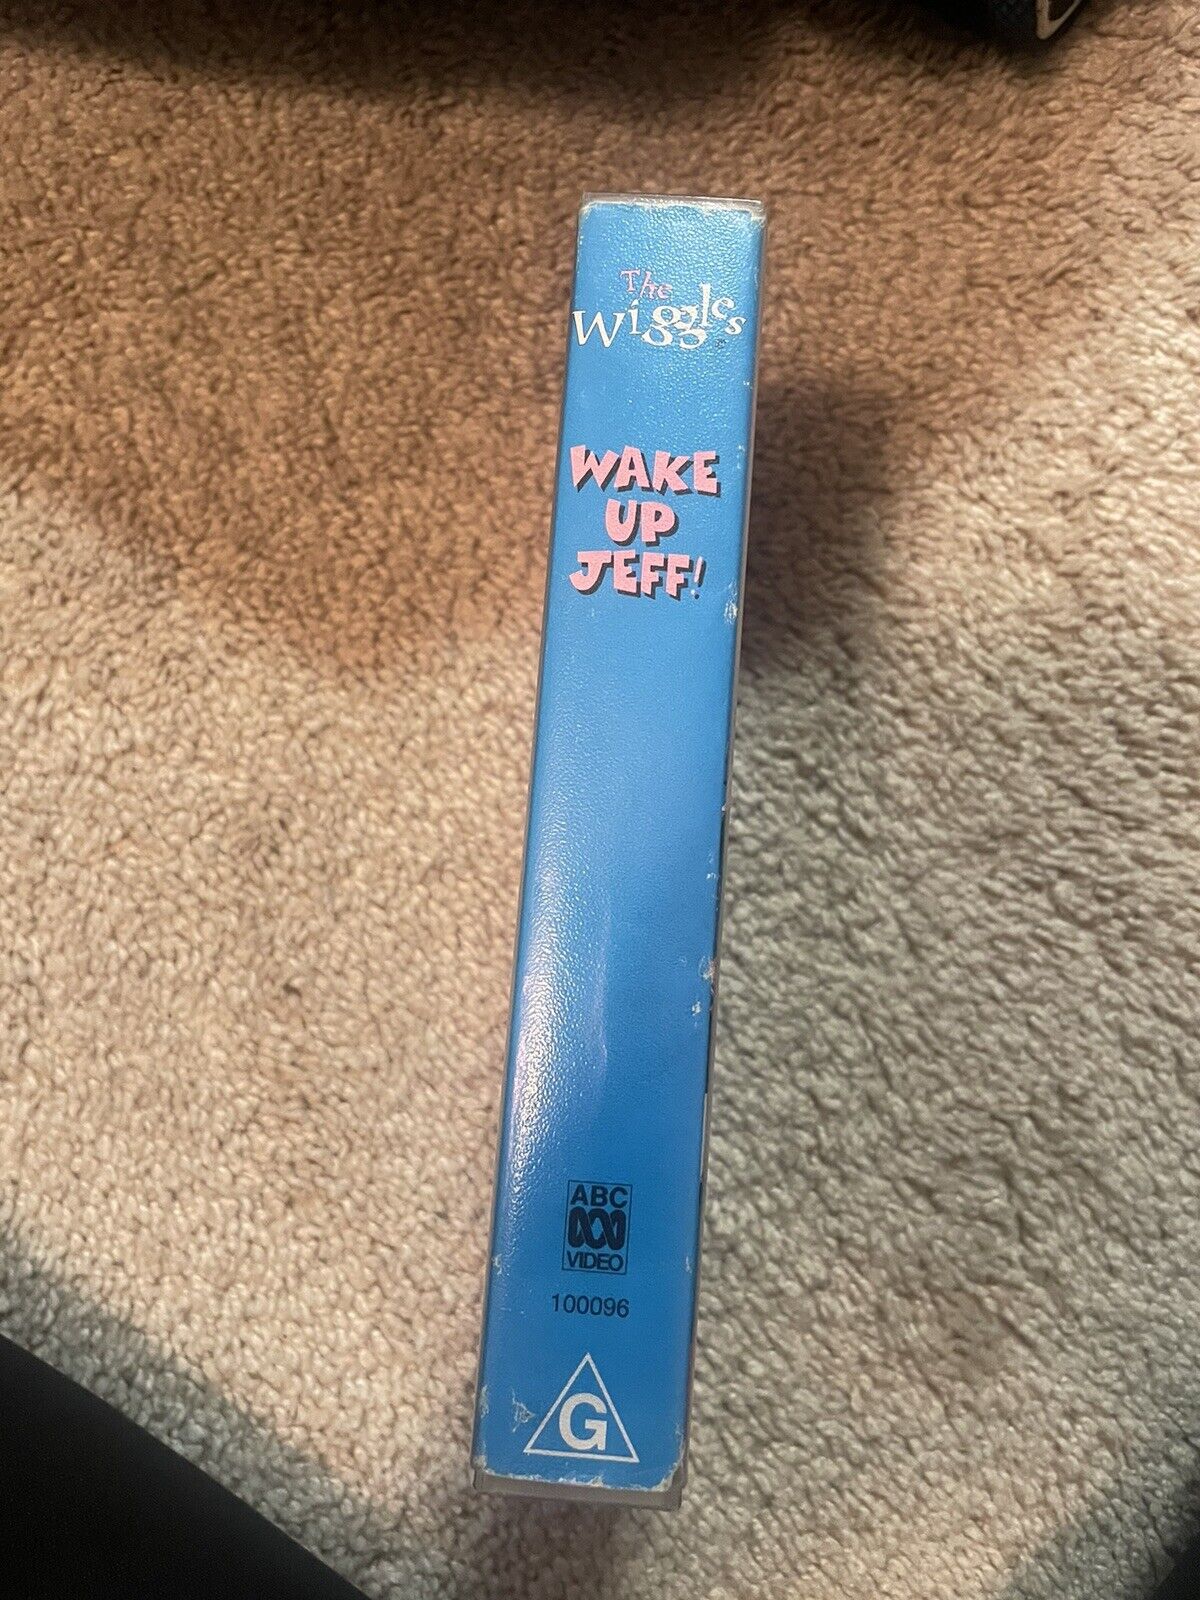 The
Wiggles
WAKE
UP
JEFF!
ABC
VIDEO
100096
G